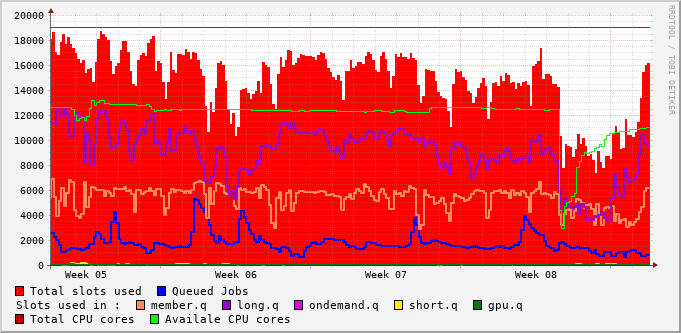 20000
18000
16000
14000
12000
10000
8000
6000
4000
2000
0
Week 05 Week 06 Week 07 Week 08
Total slots used Queued Jobs
Slots used in : member.q long.q ondemand.q short.q gpu.q
Total CPU cores Availale CPU cores
RRDTOOL / TOBI OETIKER